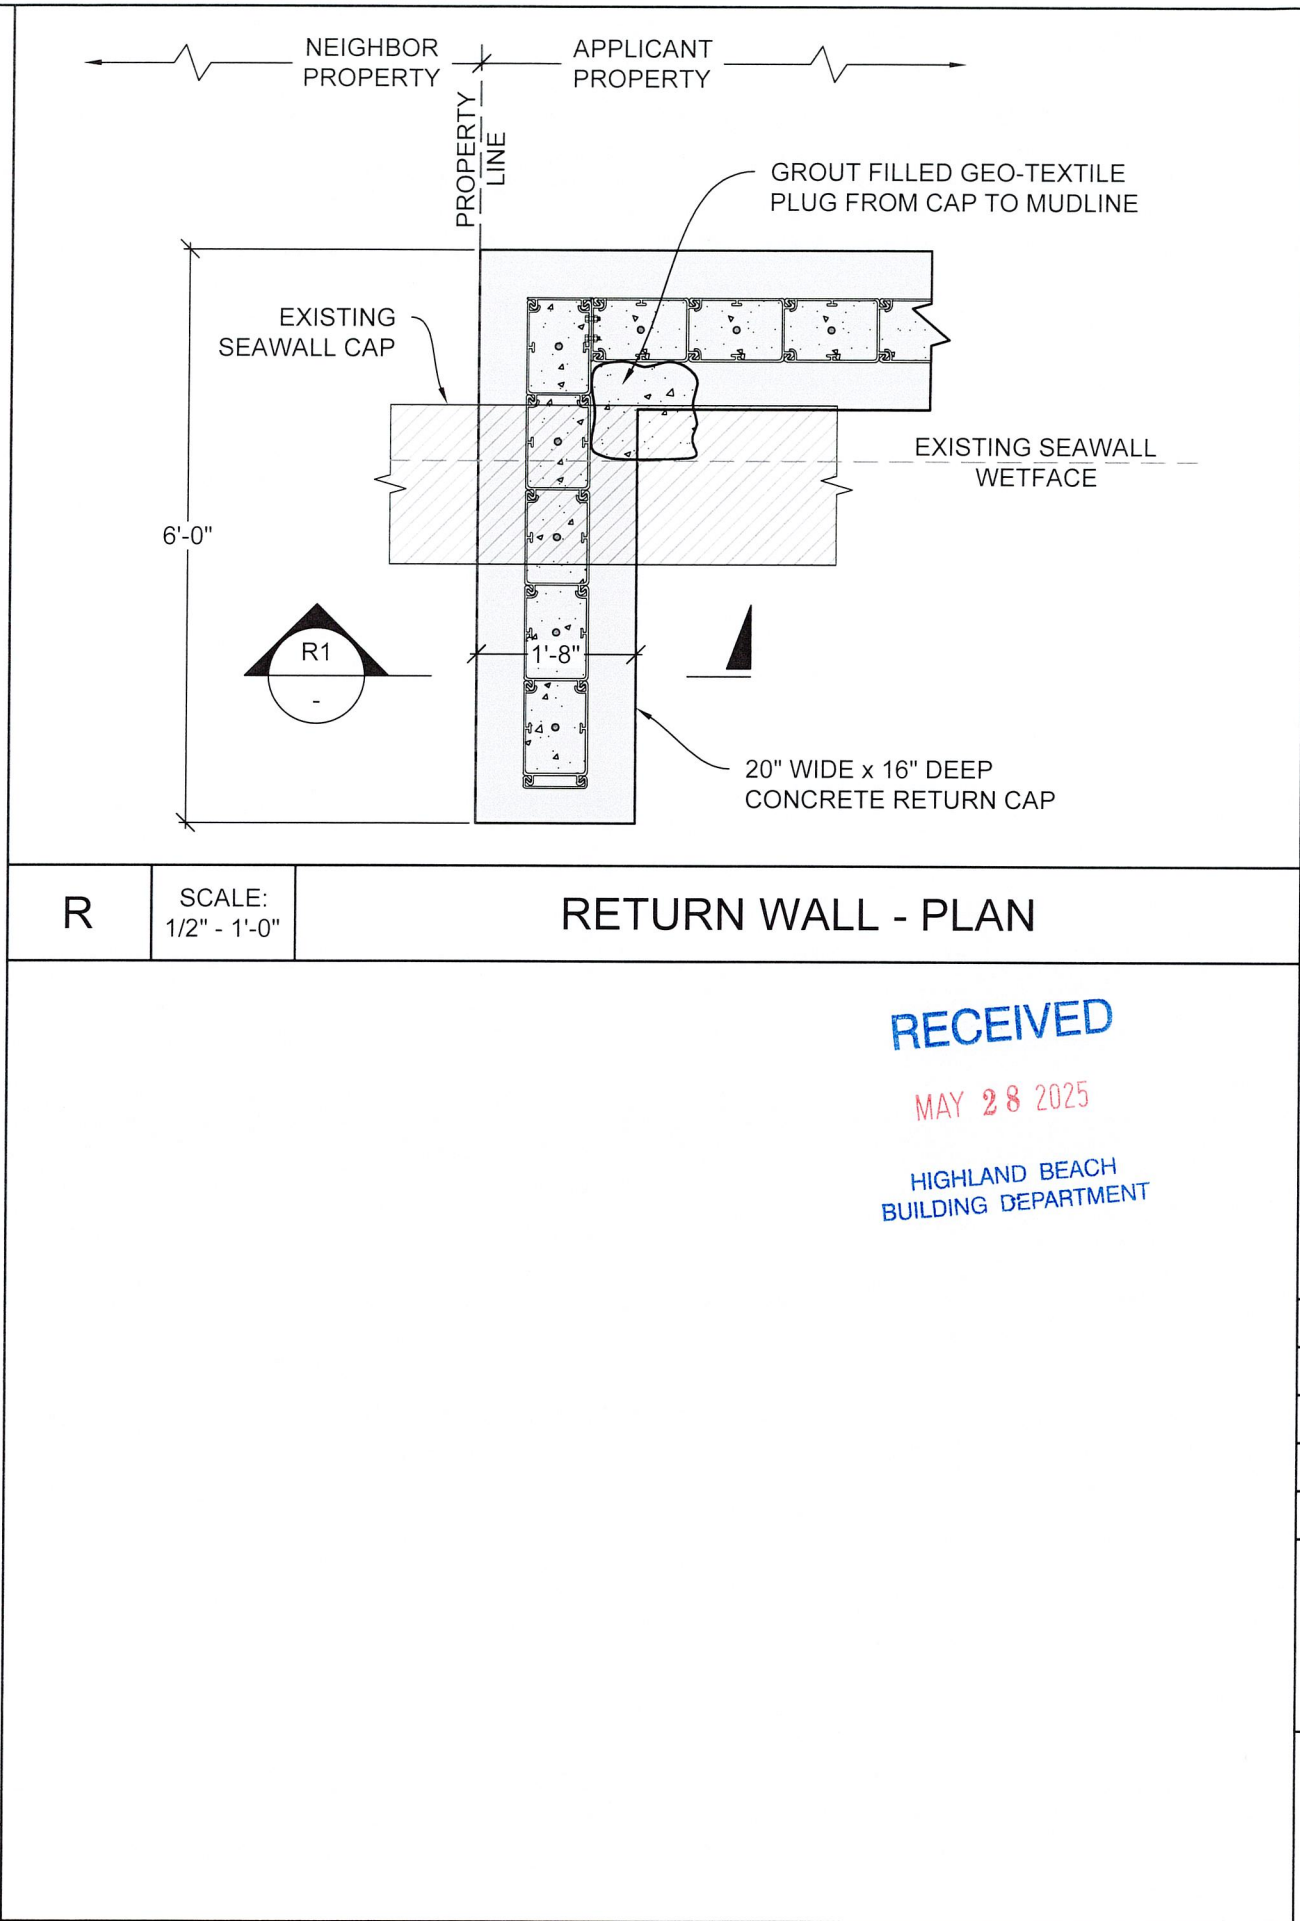 NEIGHBOR
PROPERTY
APPLICANT
PROPERTY
PROPERTY
LINE
GROUT FILLED GEO-TEXTILE
PLUG FROM CAP TO MUDLINE
EXISTING
SEAWALL CAP
EXISTING SEAWALL
WETFACE
6'-0"
R1
-
1'-8"
20" WIDE x 16" DEEP
CONCRETE RETURN CAP
R
SCALE:
1/2" - 1'-0"
RETURN WALL - PLAN
RECEIVED
MAY 28 2025
HIGHLAND BEACH
BUILDING DEPARTMENT